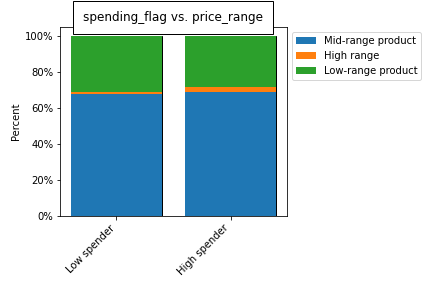 spending_flag vs. price_range
100%
80%
60%
40%
20%
0%
Percent
Low spender
High spender
Mid-range product
High range
Low-range product